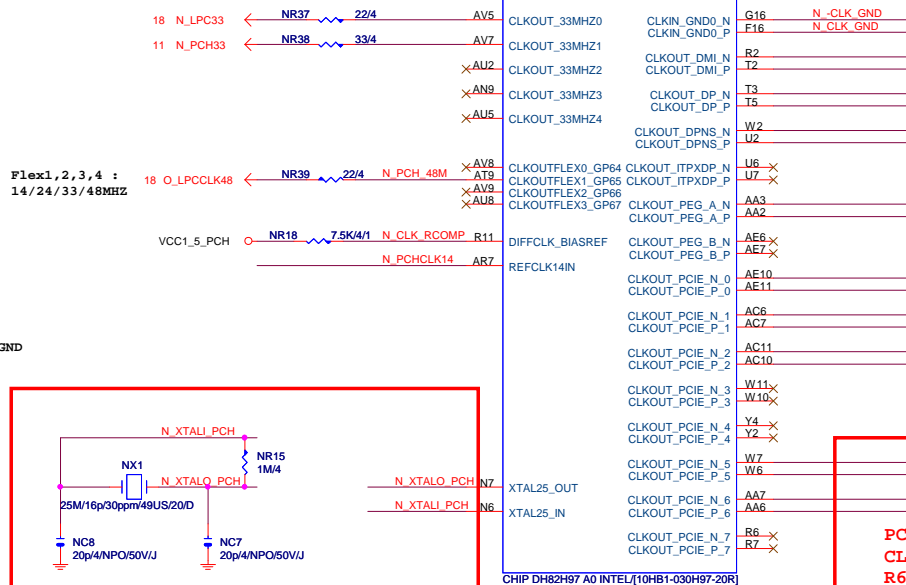 18 N_LPC33 NR37 22/4 AV5 CLKOUT_33MHZ0
11 N_PCH33 NR38 33/4 AV7 CLKOUT_33MHZ1
AU2 CLKOUT_33MHZ2
AN9 CLKOUT_33MHZ3
AU5 CLKOUT_33MHZ4
Flex1,2,3,4 :
14/24/33/48MHZ
AV8 CLKOUTFLEX0_GP64
18 O_LPCCLK48 NR39 22/4 N_PCH_48M AT9 CLKOUTFLEX1_GP65
AV9 CLKOUTFLEX2_GP66
AU8 CLKOUTFLEX3_GP67
VCC1_5_PCH NR18 7.5K/4/1 N_CLK_RCOMP R11 DIFFCLK_BIASREF
N_PCHCLK14 AR7 REFCLK14IN
GND
N_XTALI_PCH
NR15
1M/4
NX1
N_XTALO_PCH
25M/16p/30ppm/49US/20/D
NC8
20p/4/NPO/50V/J
NC7
20p/4/NPO/50V/J
N_XTALO_PCH N7 XTAL25_OUT
N_XTALI_PCH N6 XTAL25_IN
CLKIN_GND0_N G16 N_-CLK_GND
CLKIN_GND0_P F16 N_CLK_GND
CLKOUT_DMI_N R2
CLKOUT_DMI_P T2
CLKOUT_DP_N T3
CLKOUT_DP_P T5
CLKOUT_DPNS_N W2
CLKOUT_DPNS_P U2
CLKOUT_ITPXDP_N U6
CLKOUT_ITPXDP_P U7
CLKOUT_PEG_A_N AA3
CLKOUT_PEG_A_P AA2
CLKOUT_PEG_B_N AE6
CLKOUT_PEG_B_P AE7
CLKOUT_PCIE_N_0 AE10
CLKOUT_PCIE_P_0 AE11
CLKOUT_PCIE_N_1 AC6
CLKOUT_PCIE_P_1 AC7
CLKOUT_PCIE_N_2 AC11
CLKOUT_PCIE_P_2 AC10
CLKOUT_PCIE_N_3 W11
CLKOUT_PCIE_P_3 W10
CLKOUT_PCIE_N_4 Y4
CLKOUT_PCIE_P_4 Y2
CLKOUT_PCIE_N_5 W7
CLKOUT_PCIE_P_5 W6
CLKOUT_PCIE_N_6 AA7
CLKOUT_PCIE_P_6 AA6
CLKOUT_PCIE_N_7 R6
CLKOUT_PCIE_P_7 R7
PC
CL
R6
CHIP DH82H97 A0 INTEL/[10HB1-030H97-20R]